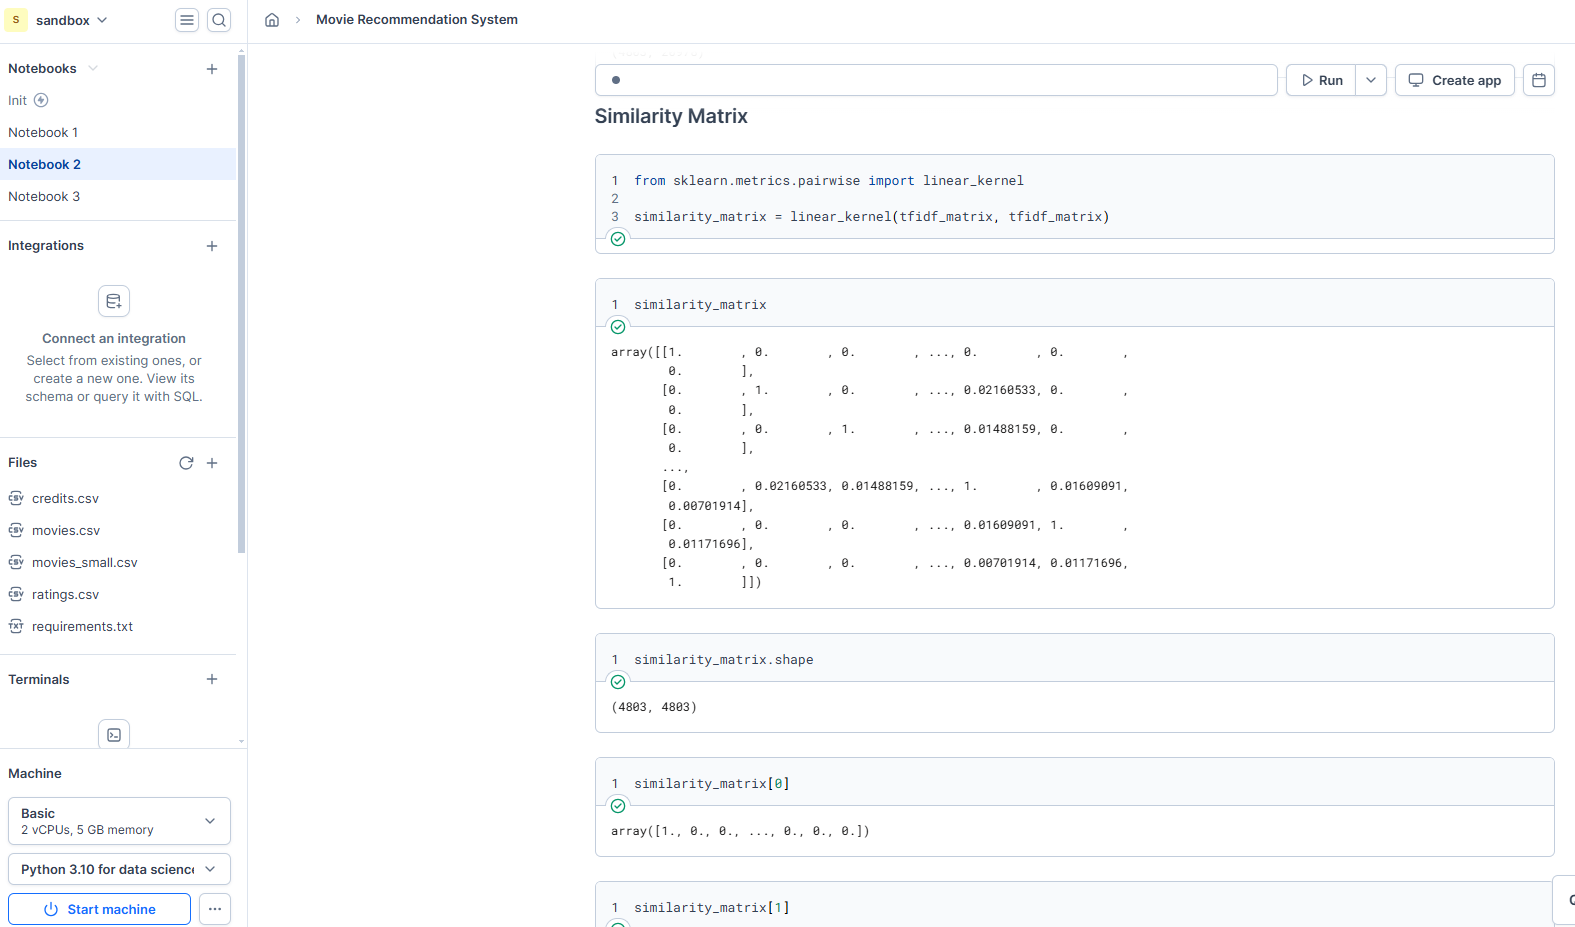 S sandbox
Movie Recommendation System
Notebooks
Init
Notebook 1
Notebook 2
Notebook 3
Integrations
Connect an integration
Select from existing ones, or
create a new one. View its
schema or query it with SQL.
Files
CSV credits.csv
CSV movies.csv
CSV movies_small.csv
CSV ratings.csv
TXT requirements.txt
Terminals
Machine
Basic
2 vCPUs, 5 GB memory
Python 3.10 for data science
Start machine
Run
Create app
Similarity Matrix
1 from sklearn.metrics.pairwise import linear_kernel
2
3 similarity_matrix = linear_kernel(tfidf_matrix, tfidf_matrix)
1 similarity_matrix
array([[1. , 0. , 0. , ..., 0. , 0. ,
0. ],
[0. , 1. , 0. , ..., 0.02160533, 0. ,
0. ],
[0. , 0. , 1. , ..., 0.01488159, 0. ,
0. ],
...,
[0. , 0.02160533, 0.01488159, ..., 1. , 0.01609091,
0.00701914],
[0. , 0. , 0. , ..., 0.01609091, 1. ,
0.01171696],
[0. , 0. , 0. , ..., 0.00701914, 0.01171696,
1. ]])
1 similarity_matrix.shape
(4803, 4803)
1 similarity_matrix[0]
array([1., 0., 0., ..., 0., 0., 0.])
1 similarity_matrix[1]